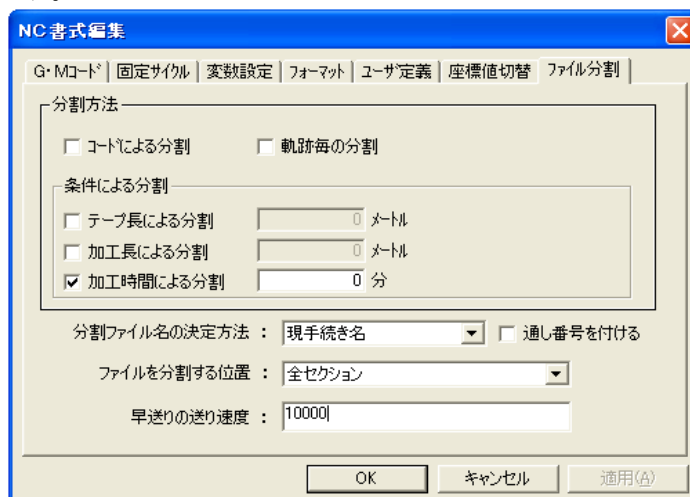 NC書式編集
G・Mコード 固定サイクル 変数設定 フォーマット ユーザ定義 座標値切替 ファイル分割
分割方法
コードによる分割 軌跡毎の分割
条件による分割
テープ長による分割 0 メートル
加工長による分割 0 メートル
加工時間による分割 0 分
分割ファイル名の決定方法 : 現手続き名 通し番号を付ける
ファイルを分割する位置 : 全セクション
早送りの送り速度 : 10000
OK キャンセル 適用(A)